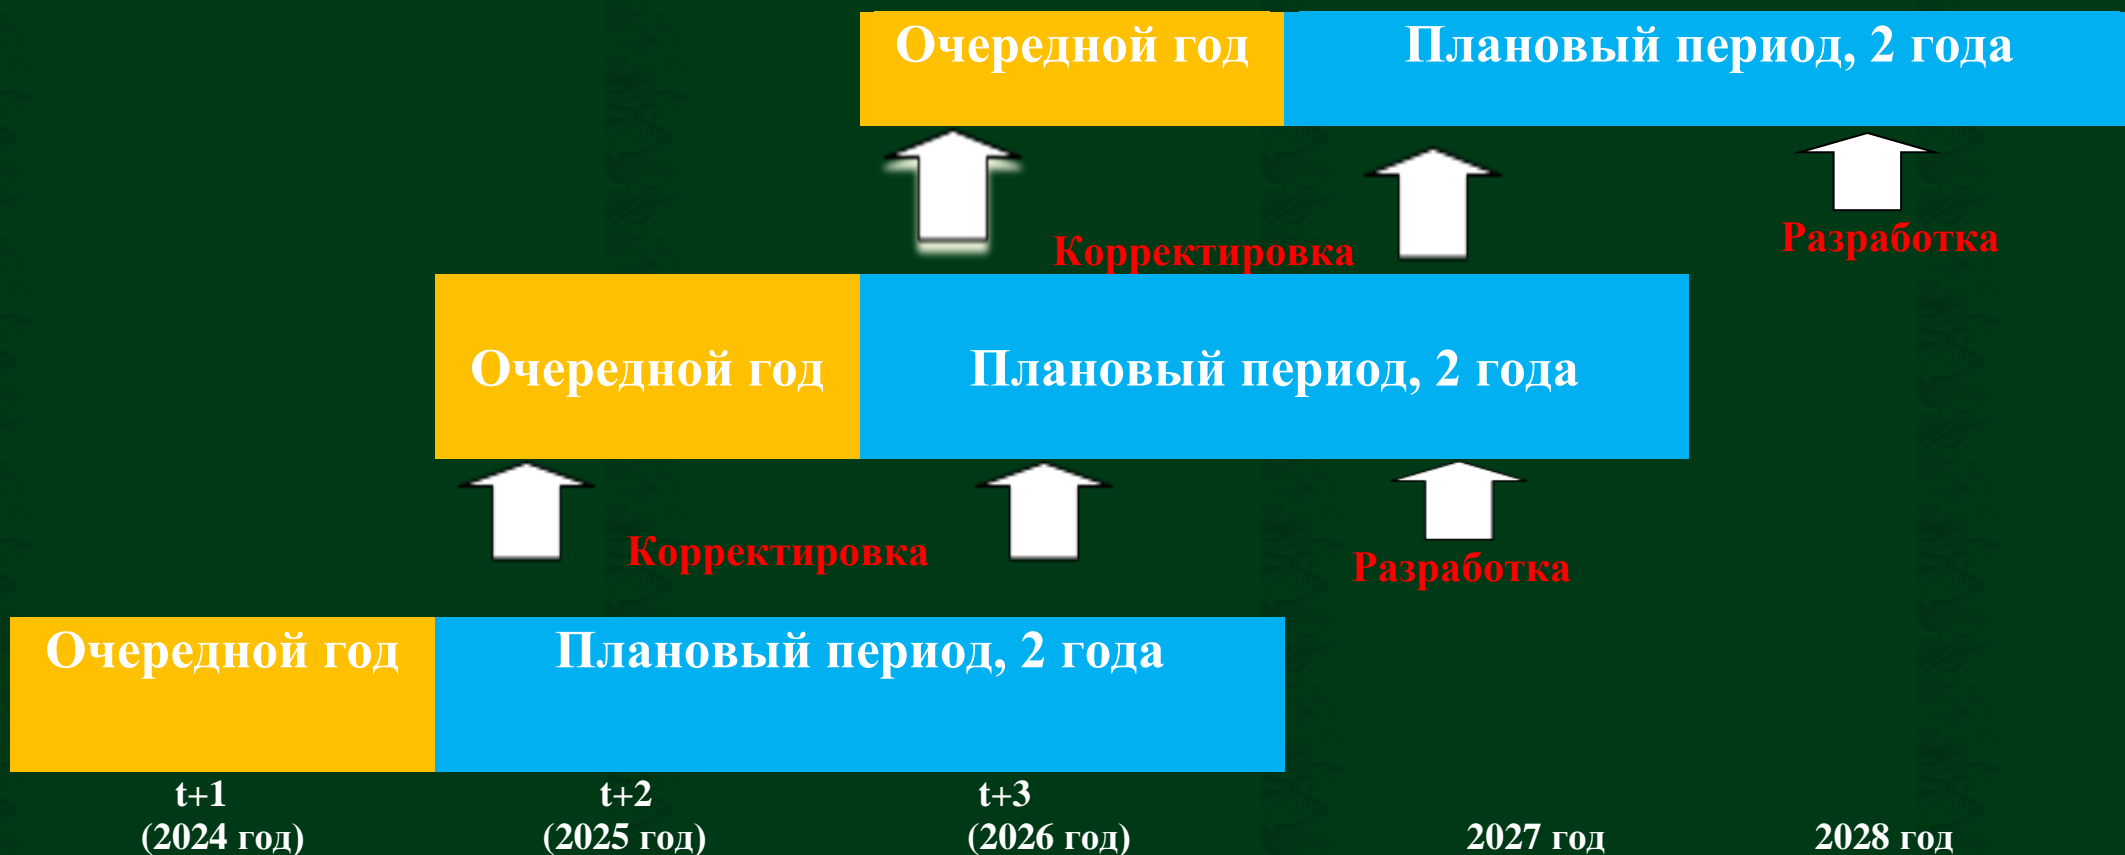 Очередной год
Плановый период, 2 года
Корректировка
Разработка
Очередной год
Плановый период, 2 года
Корректировка
Разработка
Очередной год
Плановый период, 2 года
t+1
(2024 год)
t+2
(2025 год)
t+3
(2026 год)
2027 год
2028 год